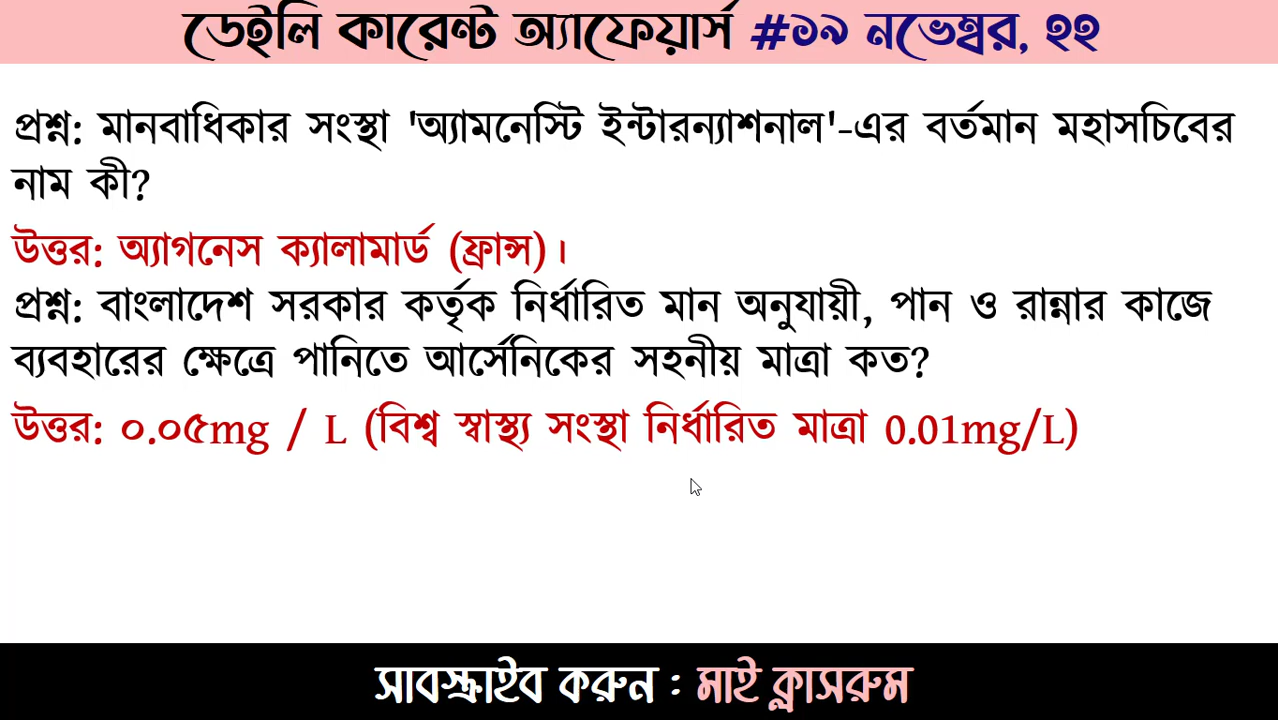 ডেইলি কারেন্ট অ্যাফেয়ার্স #১৯ নভেম্বর, ২২
প্রশ্ন: মানবাধিকার সংস্থা 'অ্যামনেস্টি ইন্টারন্যাশনাল'-এর বর্তমান মহাসচিবের
নাম কী?
উত্তর: অ্যাগনেস ক্যালামার্ড (ফ্রান্স)।
প্রশ্ন: বাংলাদেশ সরকার কর্তৃক নির্ধারিত মান অনুযায়ী, পান ও রান্নার কাজে
ব্যবহারের ক্ষেত্রে পানিতে আর্সেনিকের সহনীয় মাত্রা কত?
উত্তর: ০.০৫mg / L (বিশ্ব স্বাস্থ্য সংস্থা নির্ধারিত মাত্রা 0.01mg/L)
সাবস্ক্রাইব করুন : মাই ক্লাসরুম